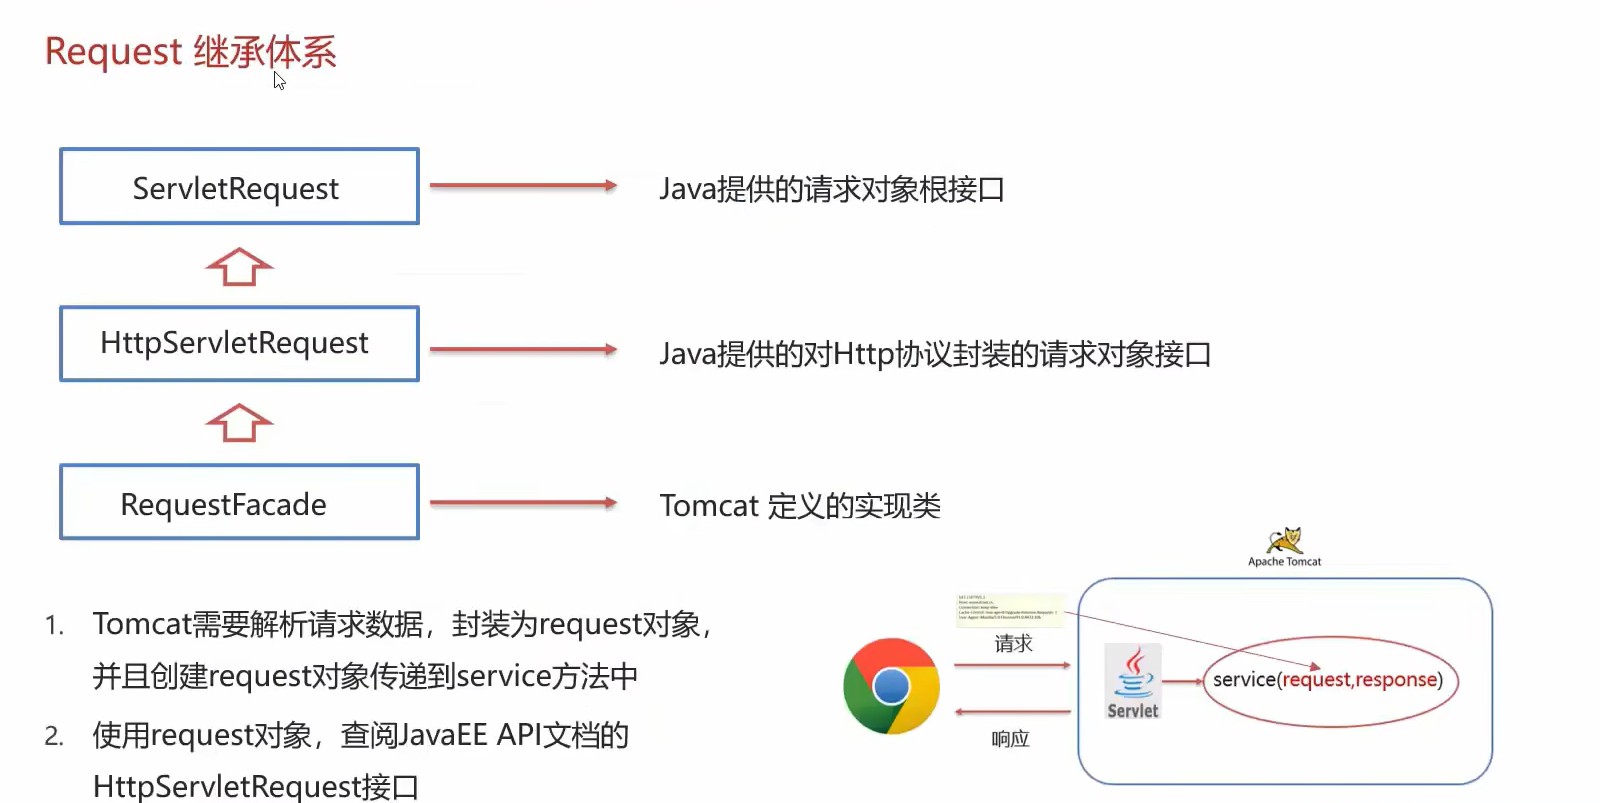 Request 继承体系
ServletRequest
Java提供的请求对象根接口
HttpServletRequest
Java提供的对Http协议封装的请求对象接口
RequestFacade
Tomcat 定义的实现类
1. Tomcat需要解析请求数据，封装为request对象，
并且创建request对象传递到service方法中
2. 使用request对象，查阅JavaEE API文档的
HttpServletRequest接口
Apache Tomcat
请求
响应
Servlet
service(request,response)